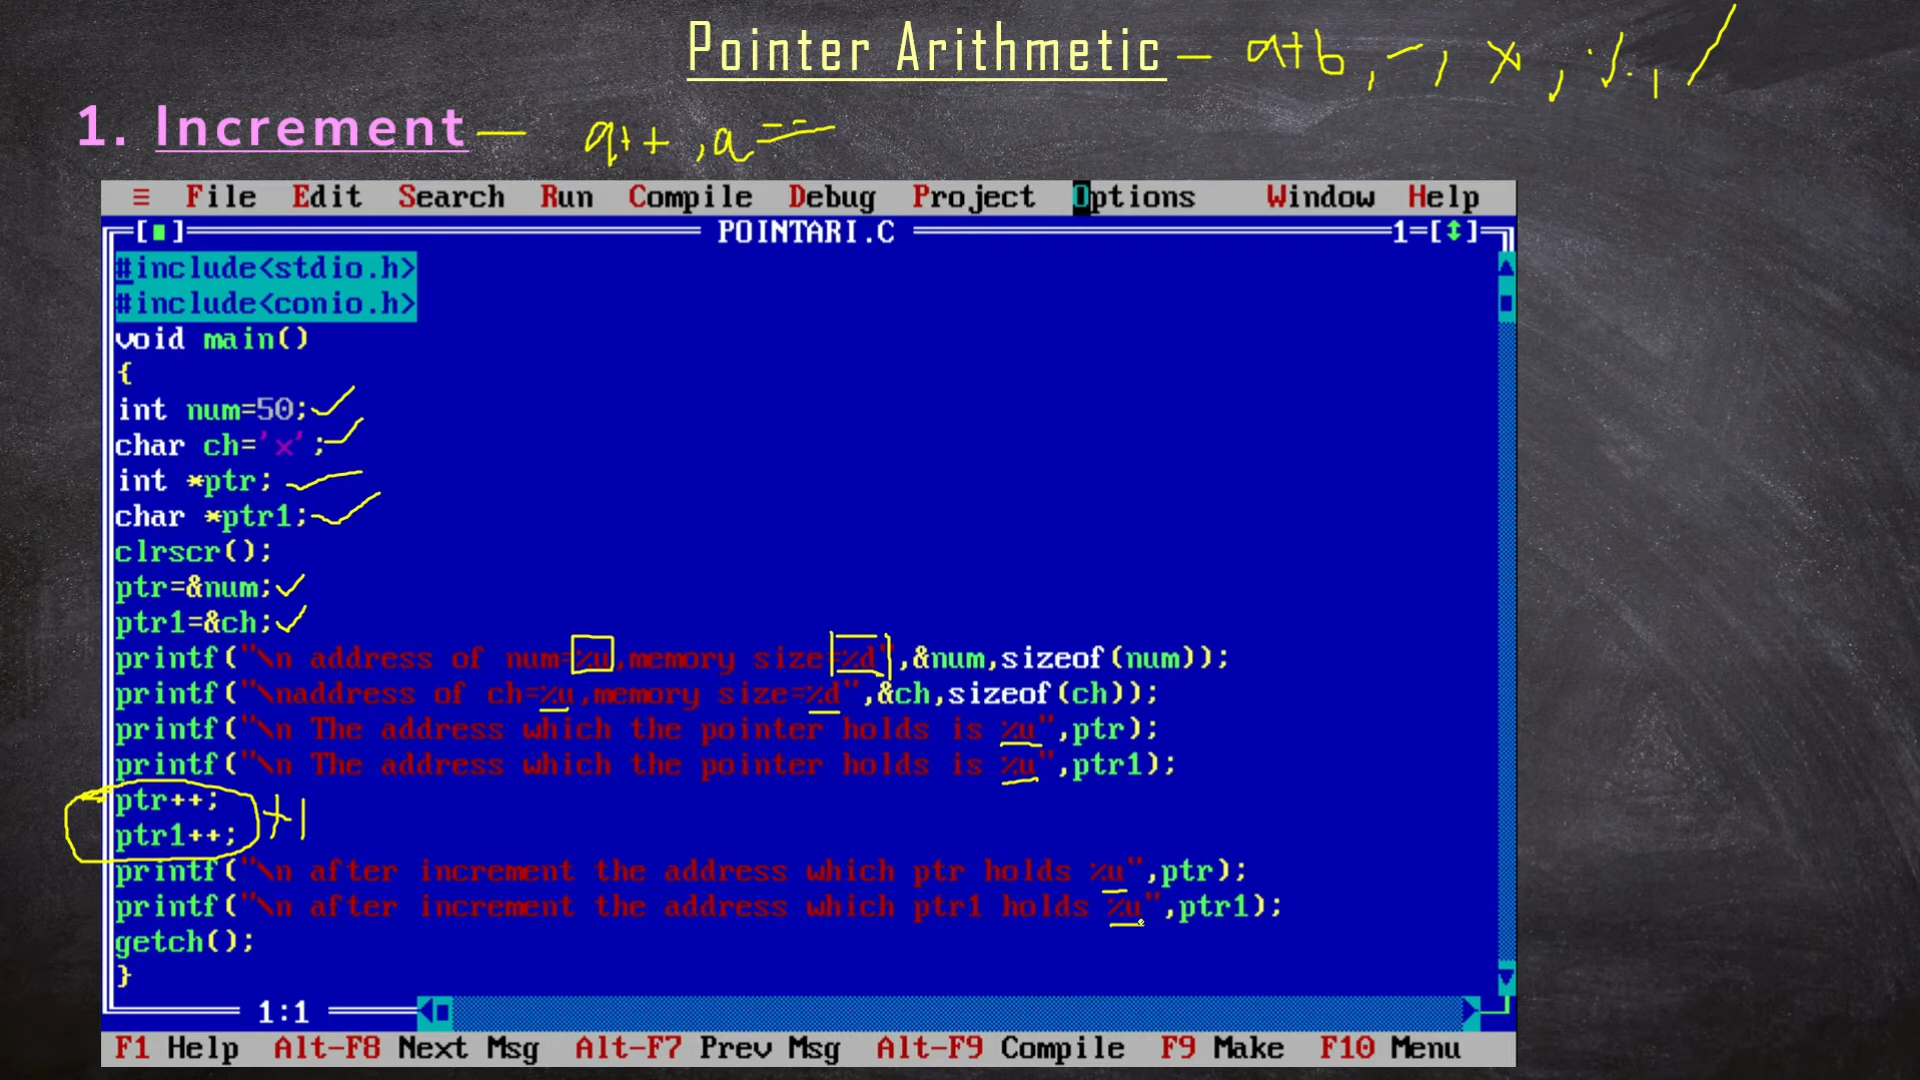 Pointer Arithmetic – a+b, -, x, %, /
1. Increment – a++, a--
≡ File Edit Search Run Compile Debug Project Options Window Help
[■] POINTARI.C 1=[↕]
#include<stdio.h>
#include<conio.h>
void main()
{
int num=50;
char ch='x';
int *ptr;
char *ptr1;
clrscr();
ptr=&num;
ptr1=&ch;
printf("\n address of num=%u,memory size=%d",&num,sizeof(num));
printf("\naddress of ch=%u,memory size=%d",&ch,sizeof(ch));
printf("\n The address which the pointer holds is %u",ptr);
printf("\n The address which the pointer holds is %u",ptr1);
ptr++;
ptr1++; +1
printf("\n after increment the address which ptr holds %u",ptr);
printf("\n after increment the address which ptr1 holds %u",ptr1);
getch();
}
1:1
F1 Help Alt-F8 Next Msg Alt-F7 Prev Msg Alt-F9 Compile F9 Make F10 Menu